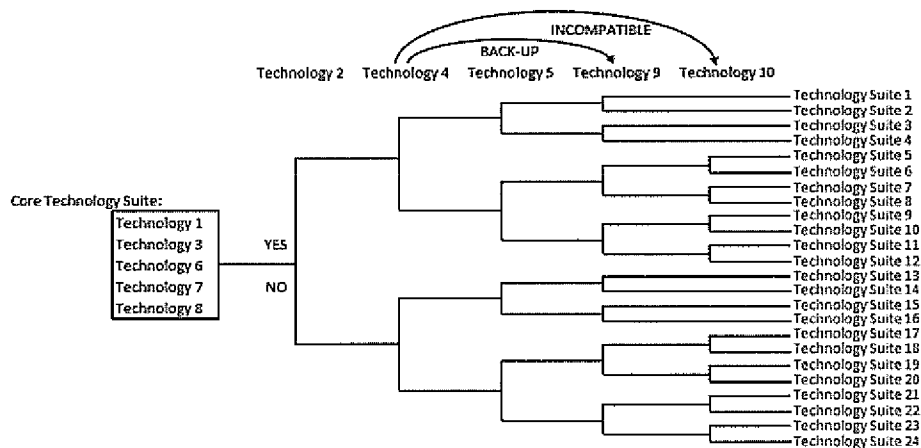 INCOMPATIBLE
BACK-UP
Technology 2 Technology 4 Technology 5 Technology 9 Technology 10
Technology Suite 1
Technology Suite 2
Technology Suite 3
Technology Suite 4
Technology Suite 5
Technology Suite 6
Technology Suite 7
Technology Suite 8
Technology Suite 9
Technology Suite 10
Technology Suite 11
Technology Suite 12
Technology Suite 13
Technology Suite 14
Technology Suite 15
Technology Suite 16
Technology Suite 17
Technology Suite 18
Technology Suite 19
Technology Suite 20
Technology Suite 21
Technology Suite 22
Technology Suite 23
Technology Suite 24
Core Technology Suite:
Technology 1
Technology 3
Technology 6
Technology 7
Technology 8
YES
NO